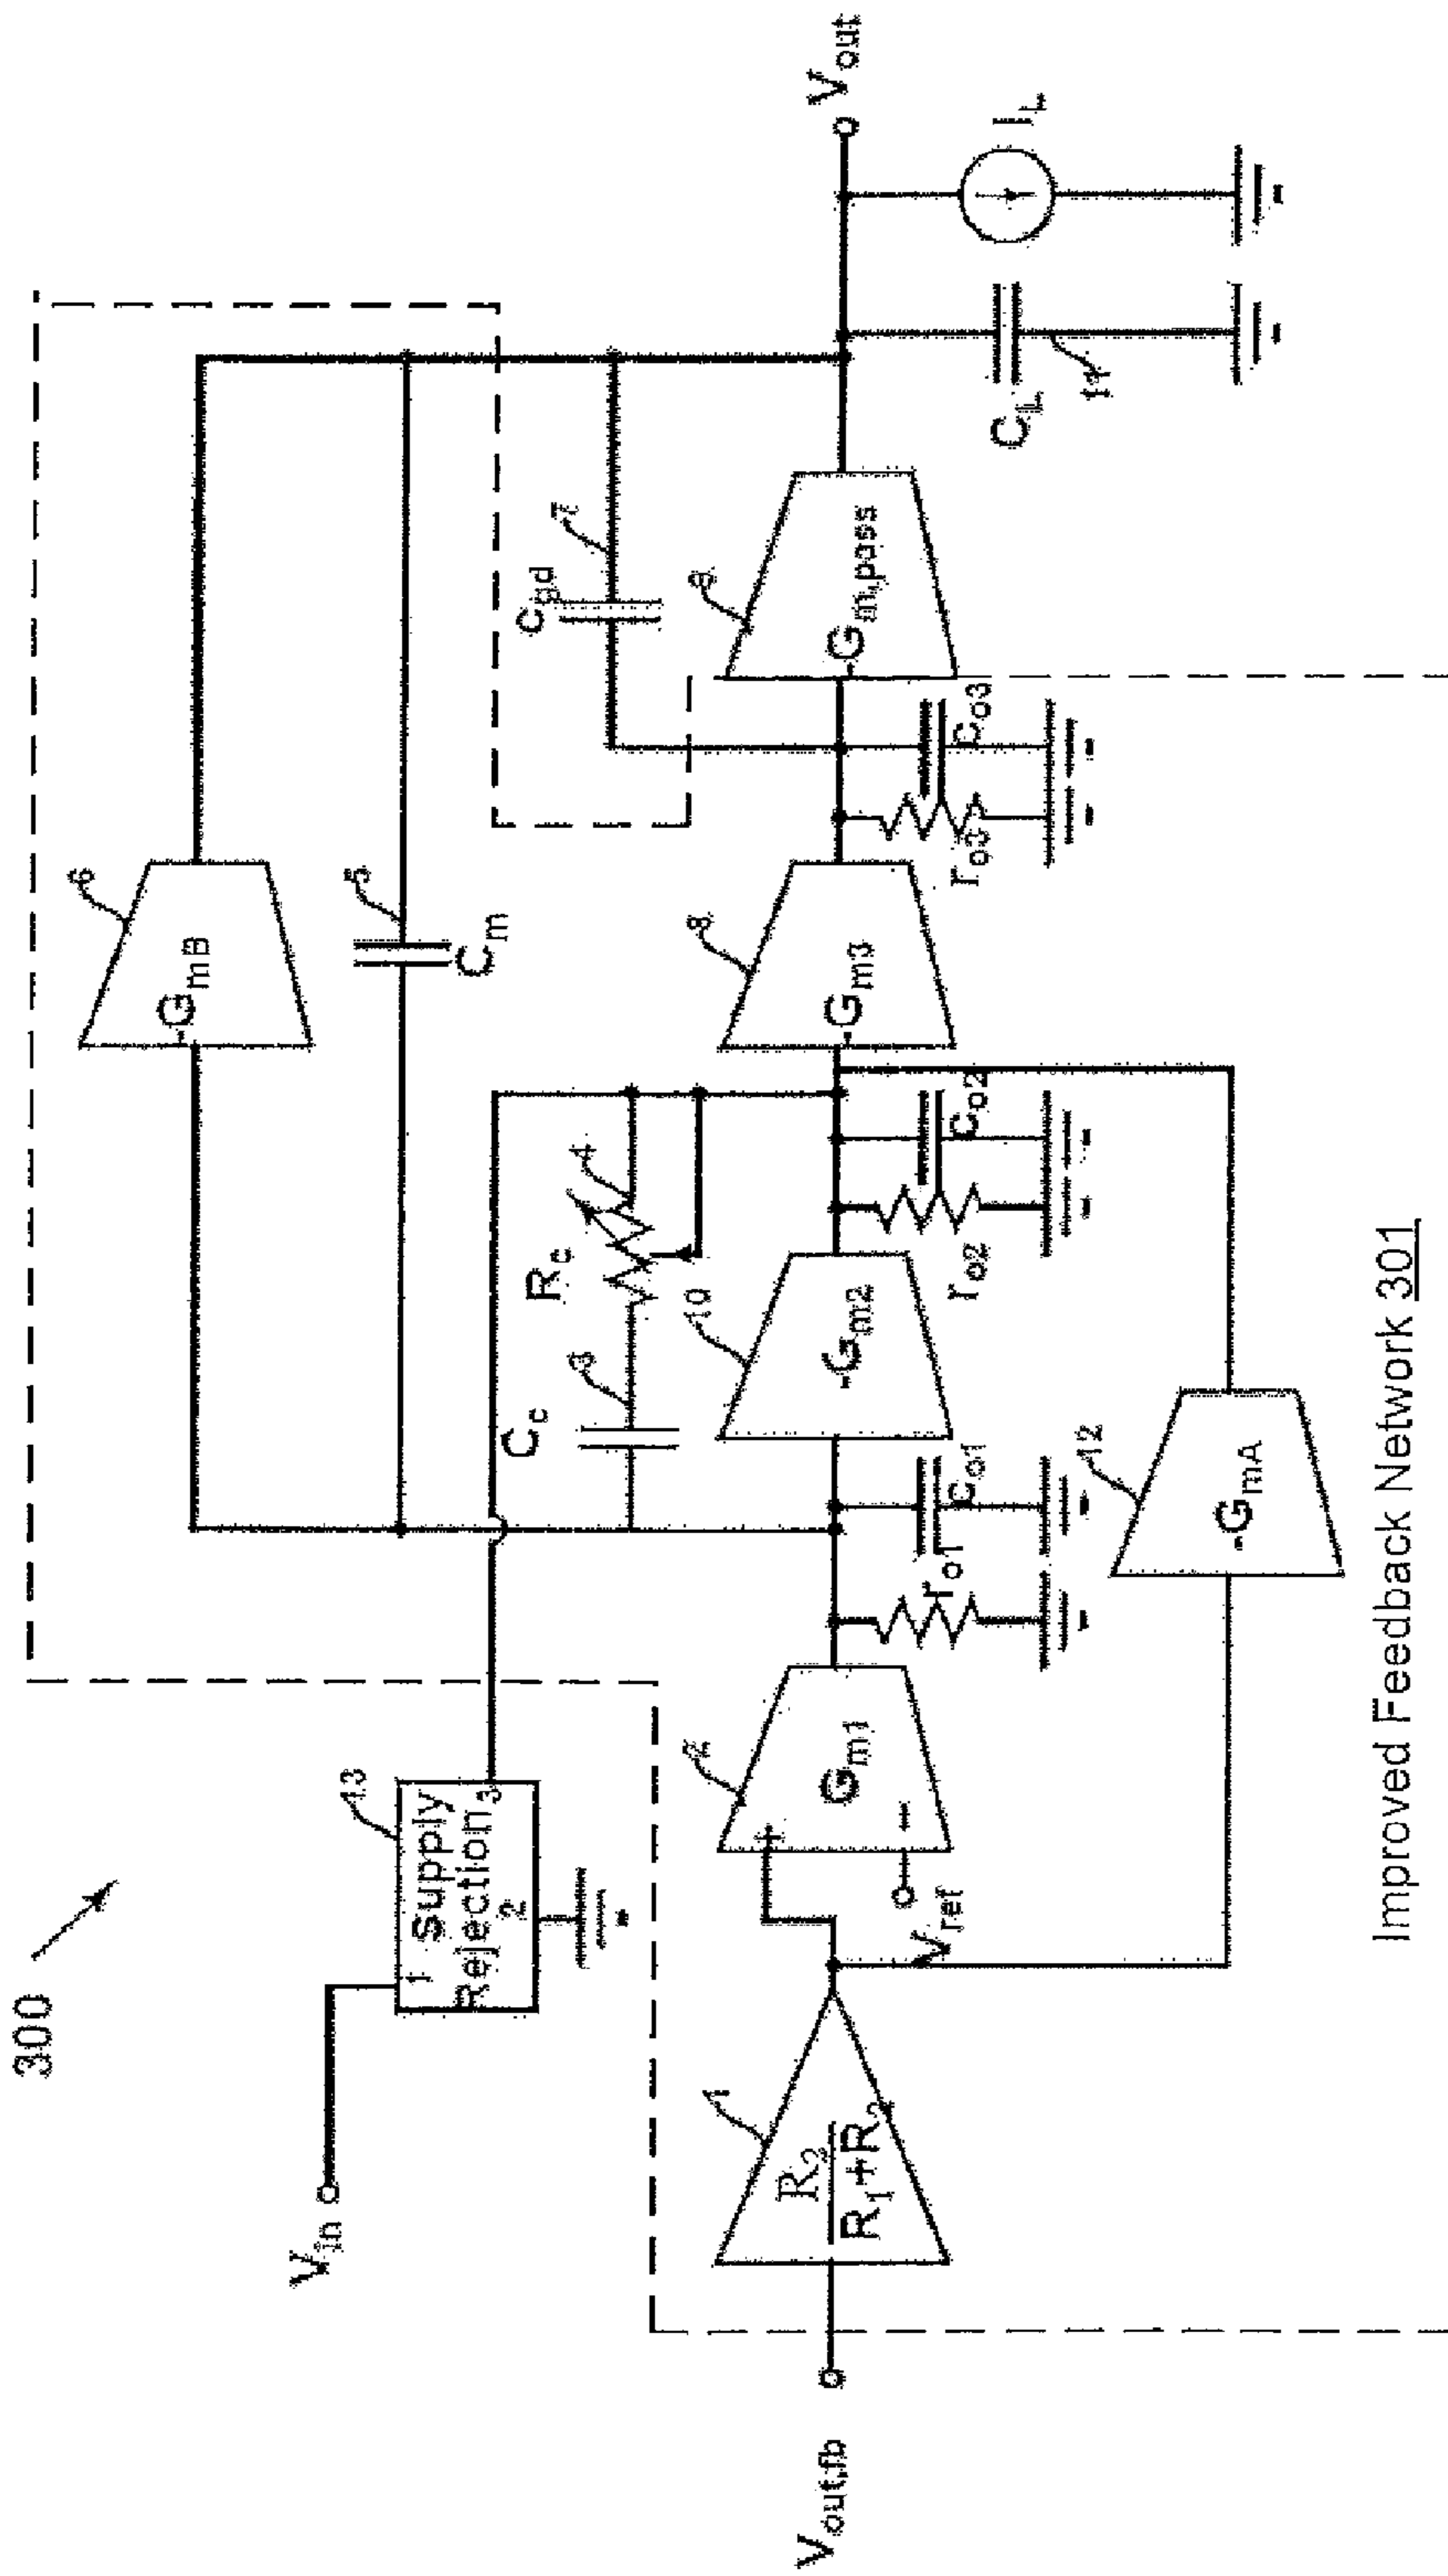 300
V_in
1
Supply
Rejection
2
3
13
-G_mB
6
5
C_m
C_c
3
R_c
4
c_gd
7
V_out,fb
R_2
R_1+R_2
1
+
-
G_m1
2
V_ref
r_o1
c_o1
-G_m2
10
r_o2
c_o2
-G_m3
8
r_o3
c_o3
-G_m,pass
9
V_out
C_L
11
I_L
-G_mA
12
Improved Feedback Network 301